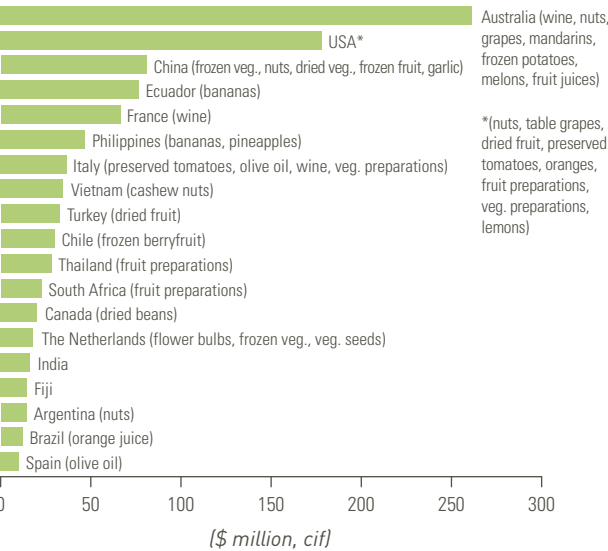 Australia (wine, nuts,
grapes, mandarins,
frozen potatoes,
melons, fruit juices)
USA*
China (frozen veg., nuts, dried veg., frozen fruit, garlic)
Ecuador (bananas)
France (wine)
*(nuts, table grapes,
dried fruit, preserved
tomatoes, oranges,
fruit preparations,
veg. preparations,
lemons)
Philippines (bananas, pineapples)
Italy (preserved tomatoes, olive oil, wine, veg. preparations)
Vietnam (cashew nuts)
Turkey (dried fruit)
Chile (frozen berryfruit)
Thailand (fruit preparations)
South Africa (fruit preparations)
Canada (dried beans)
The Netherlands (flower bulbs, frozen veg., veg. seeds)
India
Fiji
Argentina (nuts)
Brazil (orange juice)
Spain (olive oil)
0 50 100 150 200 250 300
($ million, cif)